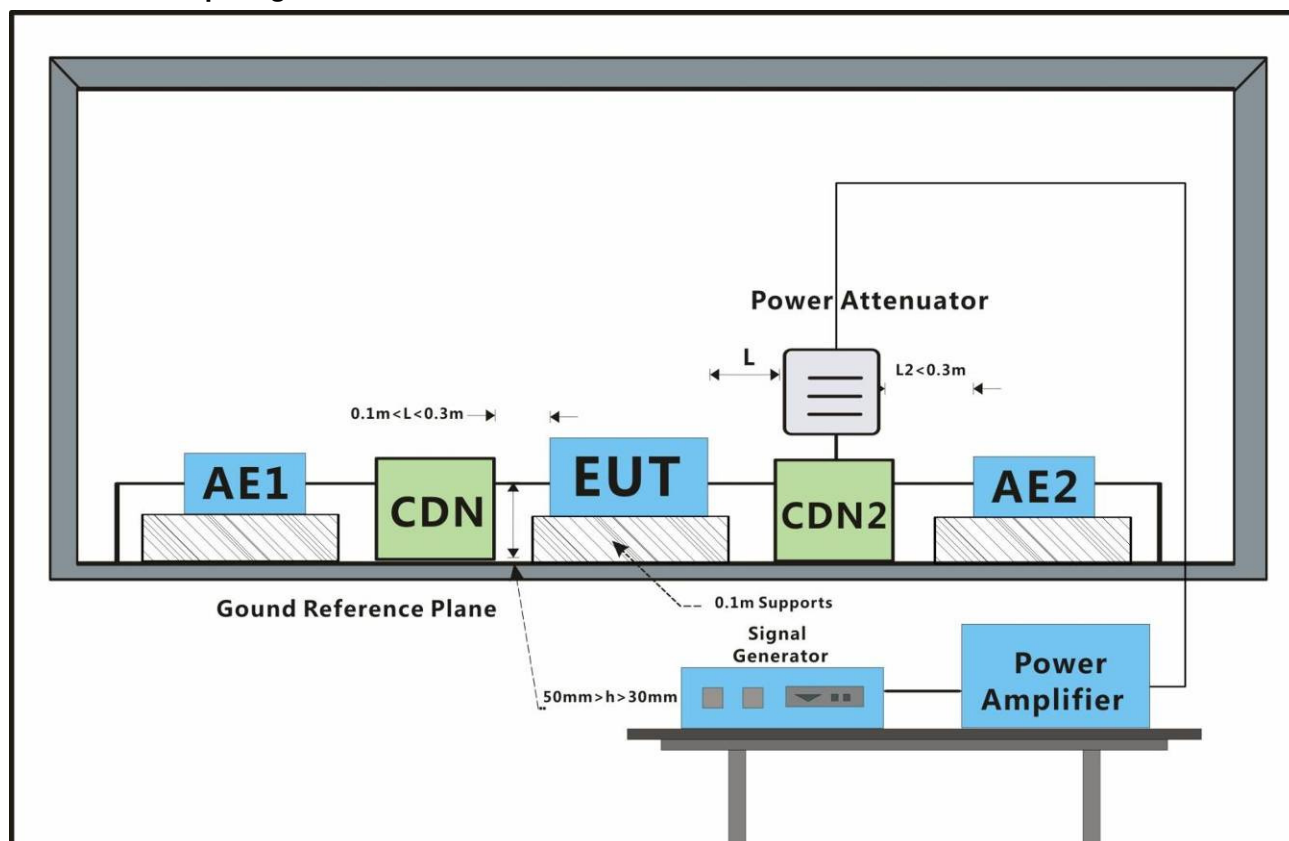 Power Attenuator
L
L2<0.3m
0.1m<L<0.3m
AE1
CDN
EUT
CDN2
AE2
Gound Reference Plane
0.1m Supports
Signal
Generator
Power
Amplifier
50mm>h>30mm